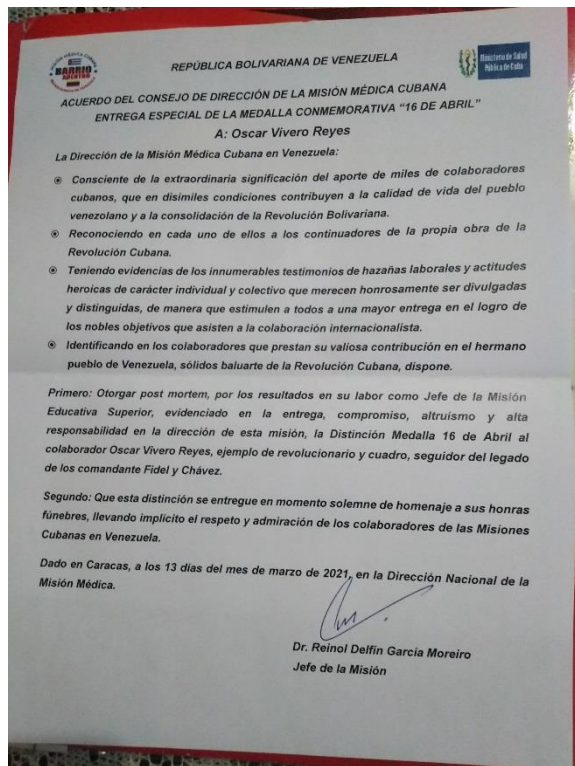 MISIÓN MÉDICA CUBANA
BARRIO
ADENTRO
Ministerio de Salud
Pública de Cuba
REPÚBLICA BOLIVARIANA DE VENEZUELA
ACUERDO DEL CONSEJO DE DIRECCIÓN DE LA MISIÓN MÉDICA CUBANA
ENTREGA ESPECIAL DE LA MEDALLA CONMEMORATIVA “16 DE ABRIL”
A: Oscar Vivero Reyes
La Dirección de la Misión Médica Cubana en Venezuela:
Consciente de la extraordinaria significación del aporte de miles de colaboradores
cubanos, que en disimiles condiciones contribuyen a la calidad de vida del pueblo
venezolano y a la consolidación de la Revolución Bolivariana.
Reconociendo en cada uno de ellos a los continuadores de la propia obra de la
Revolución Cubana.
Teniendo evidencias de los innumerables testimonios de hazañas laborales y actitudes
heroicas de carácter individual y colectivo que merecen honrosamente ser divulgadas
y distinguidas, de manera que estimulen a todos a una mayor entrega en el logro de
los nobles objetivos que asisten a la colaboración internacionalista.
Identificando en los colaboradores que prestan su valiosa contribución en el hermano
pueblo de Venezuela, sólidos baluarte de la Revolución Cubana, dispone.
Primero: Otorgar post mortem, por los resultados en su labor como Jefe de la Misión
Educativa Superior, evidenciado en la entrega, compromiso, altruismo y alta
responsabilidad en la dirección de esta misión, la Distinción Medalla 16 de Abril al
colaborador Oscar Vivero Reyes, ejemplo de revolucionario y cuadro, seguidor del legado
de los comandante Fidel y Chávez.
Segundo: Que esta distinción se entregue en momento solemne de homenaje a sus honras
fúnebres, llevando implícito el respeto y admiración de los colaboradores de las Misiones
Cubanas en Venezuela.
Dado en Caracas, a los 13 días del mes de marzo de 2021, en la Dirección Nacional de la
Misión Médica.
Dr. Reinol Delfín García Moreiro
Jefe de la Misión